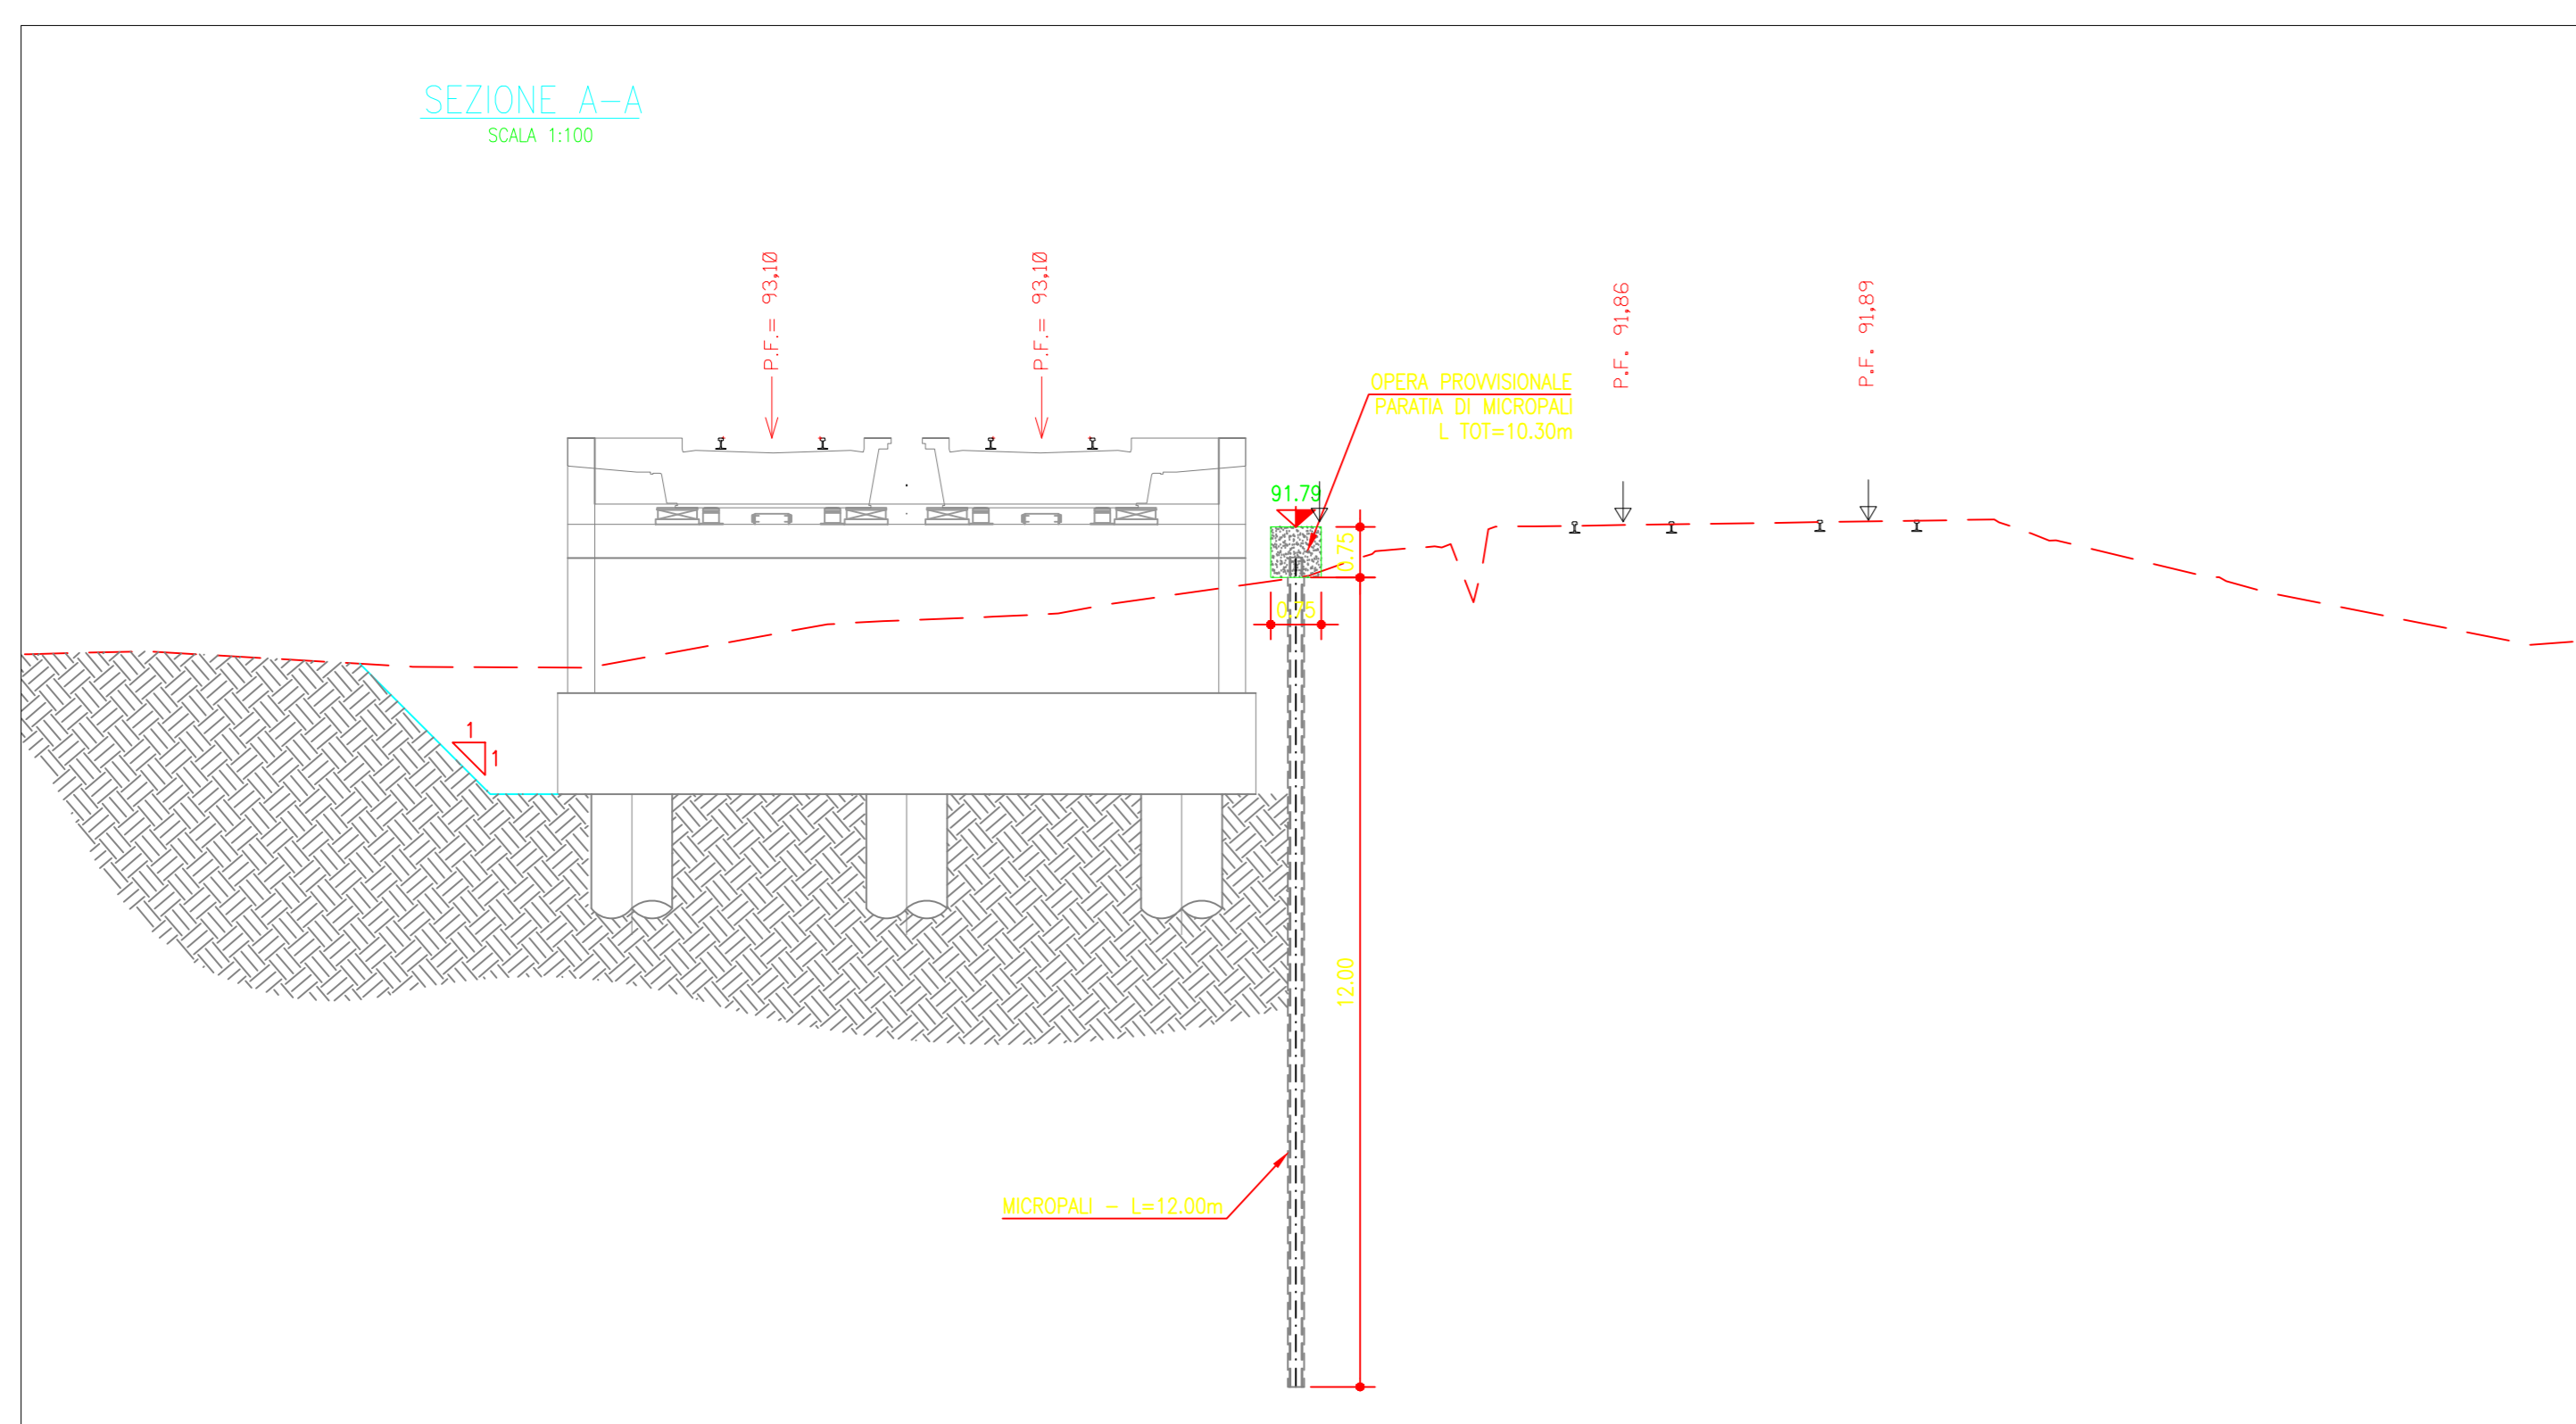 SEZIONE A-A
SCALA 1:100
P.F.= 93,10
P.F.= 93,10
P.F. 91,86
P.F. 91,89
OPERA PROVVISIONALE
PARATIA DI MICROPALI
L TOT=10.30m
91.79
0.75
0.75
1
1
12.00
MICROPALI - L=12.00m